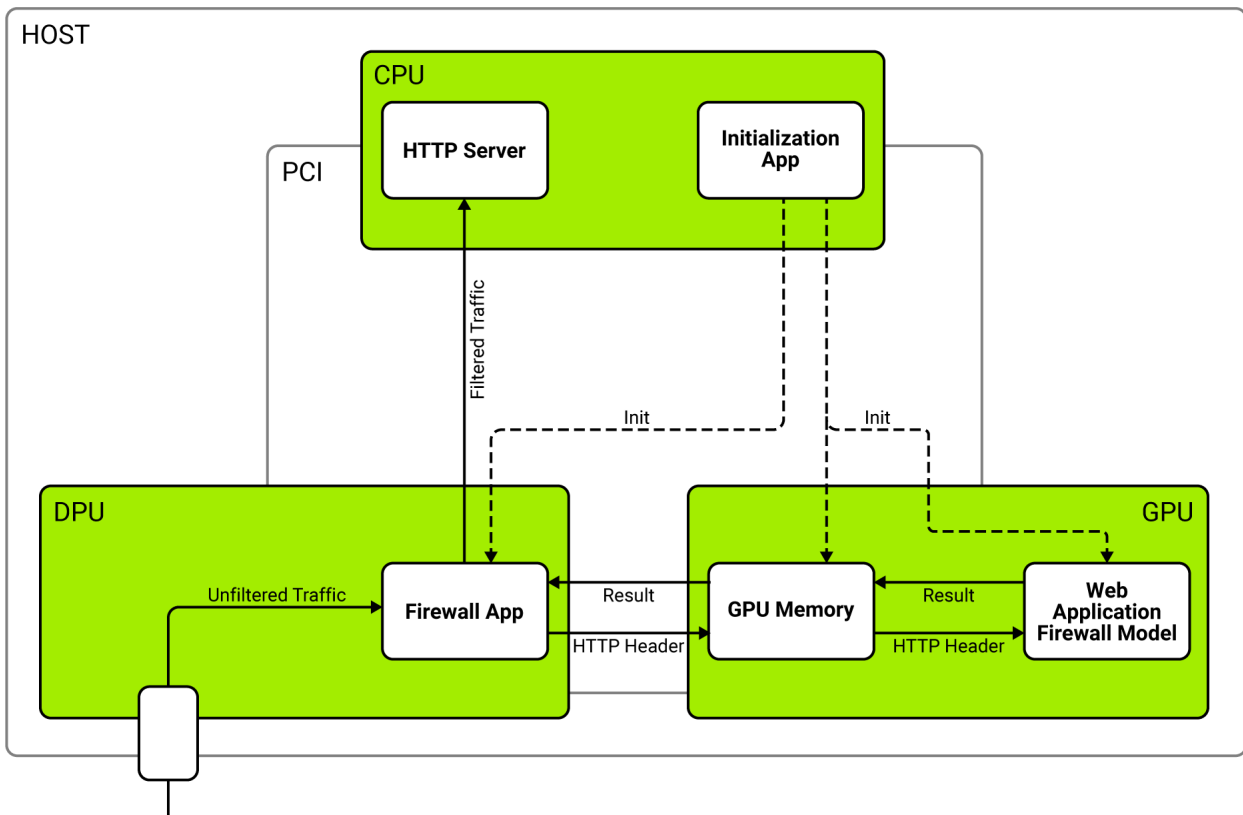 HOST
CPU
HTTP Server
Initialization
App
PCI
Filtered Traffic
Init
Init
DPU
GPU
Unfiltered Traffic
Firewall App
Result
HTTP Header
GPU Memory
Result
HTTP Header
Web
Application
Firewall Model